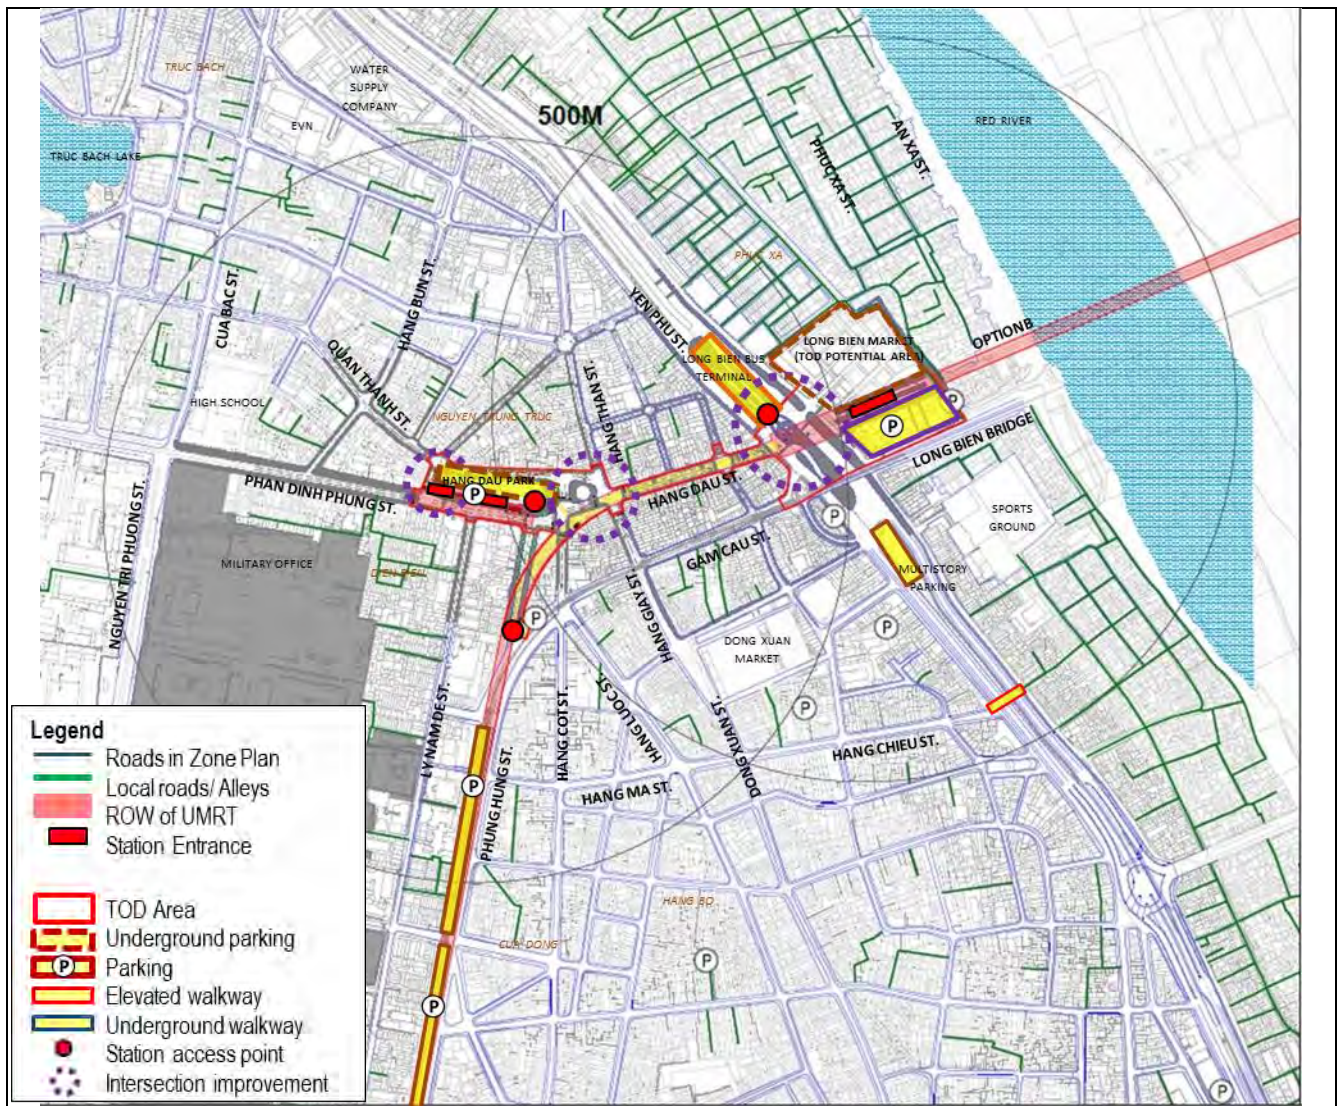 TRUC BACH
WATER
SUPPLY
COMPANY
500M
EVN
RED RIVER
AN XA ST.
PHUC XA ST.
TRUC BACH LAKE
PHUC XA
CUA BAC ST.
HANG BUN ST.
YEN PHU ST.
OPTION B
LONG BIEN MARKET
(TOD POTENTIAL AREA)
LONG BIEN BUS
TERMINAL
QUAN THANH ST.
HANG THAN ST.
HIGH SCHOOL
NGUYEN TRUNG TRUC
P
P
LONG BIEN BRIDGE
HANG DAU PARK
P
HANG DAU ST.
PHAN DINH PHUNG ST.
NGUYEN TRI PHUONG ST.
P
SPORTS
GROUND
GAM CAU ST.
MILITARY OFFICE
DIEN BIEN
MULTISTORY
PARKING
HANG GIAY ST.
P
P
DONG XUAN
MARKET
P
LY NAM DE ST.
HANG COT ST.
HANG LUOC ST.
DONG XUAN ST.
HANG CHIEU ST.
PHUNG HUNG ST.
P
HANG MA ST.
HANG BO
CUA DONG
P
P
P
Legend
Roads in Zone Plan
Local roads/ Alleys
ROW of UMRT
Station Entrance
TOD Area
Underground parking
P
Parking
Elevated walkway
Underground walkway
Station access point
Intersection improvement